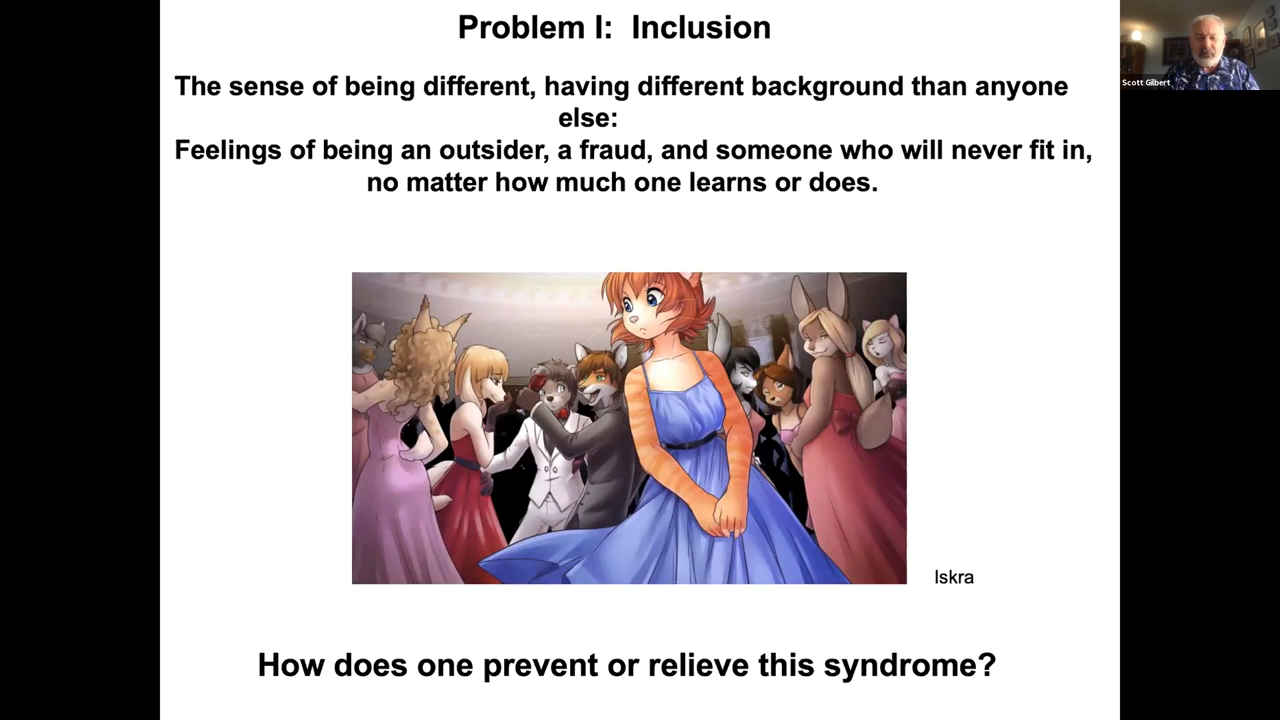 Problem I:  Inclusion
The sense of being different, having different background than anyone
else:
Feelings of being an outsider, a fraud, and someone who will never fit in,
no matter how much one learns or does.
Scott Gilbert
Iskra
How does one prevent or relieve this syndrome?